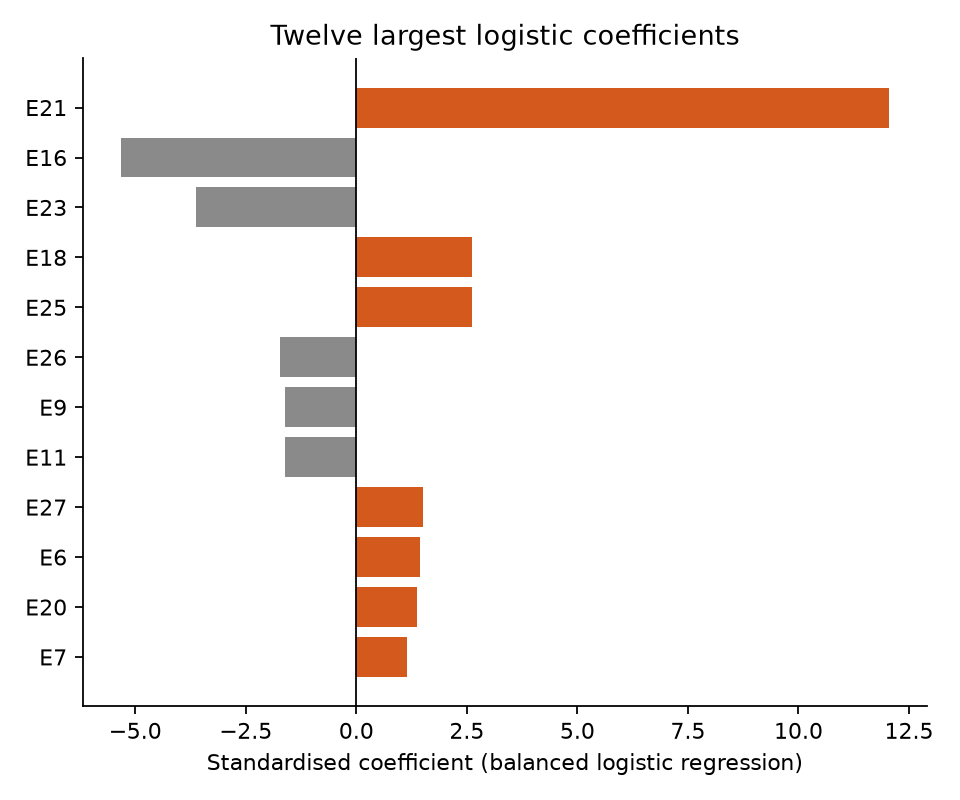 Twelve largest logistic coefficients
E21
E16
E23
E18
E25
E26
E9
E11
E27
E6
E20
E7
−5.0 −2.5 0.0 2.5 5.0 7.5 10.0 12.5
Standardised coefficient (balanced logistic regression)